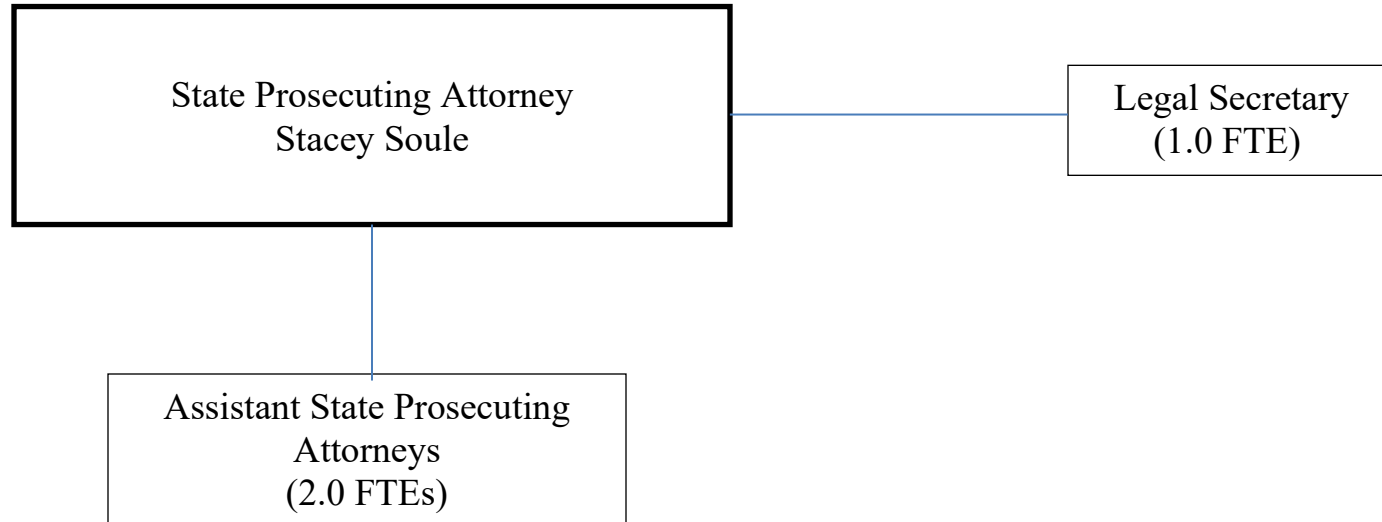 State Prosecuting Attorney
Stacey Soule
Legal Secretary
(1.0 FTE)
Assistant State Prosecuting
Attorneys
(2.0 FTEs)